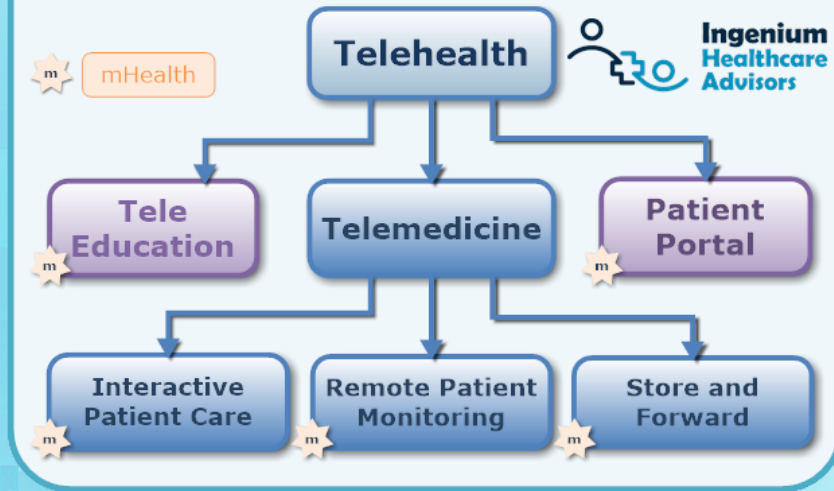 Telehealth
Ingenium
Healthcare
Advisors
m
mHealth
Tele
Education
m
Telemedicine
Patient
Portal
m
Interactive
Patient Care
m
Remote Patient
Monitoring
m
Store and
Forward
m